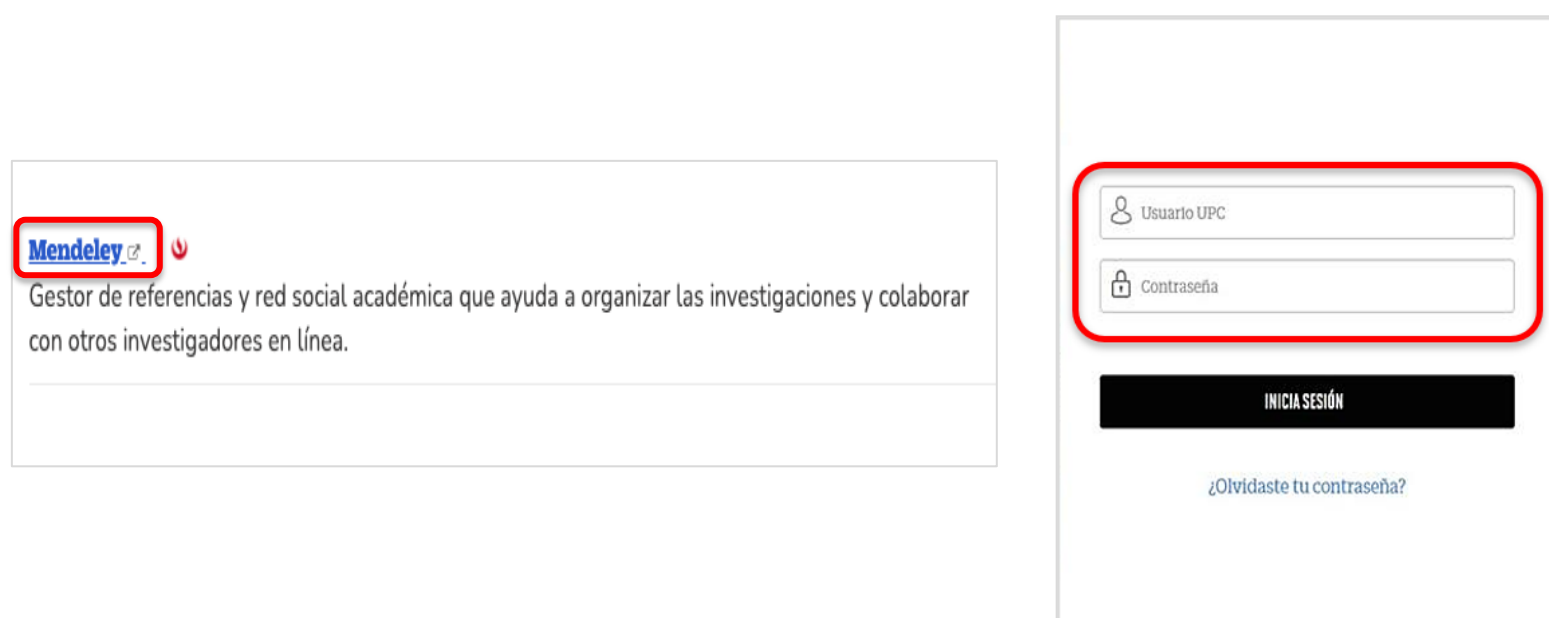 Mendeley
Gestor de referencias y red social académica que ayuda a organizar las investigaciones y colaborar
con otros investigadores en línea.
Usuario UPC
Contraseña
INICIA SESIÓN
¿Olvidaste tu contraseña?